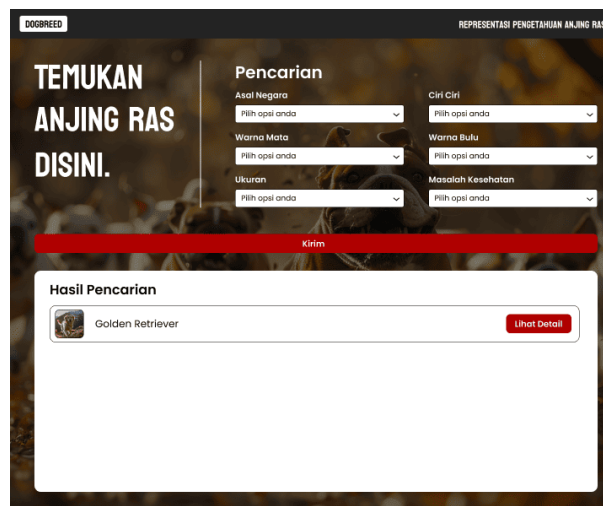 DOGBREED
REPRESENTASI PENGETAHUAN ANJING RAS
TEMUKAN
ANJING RAS
DISINI.
Pencarian
Asal Negara
Pilih opsi anda
Ciri Ciri
Pilih opsi anda
Warna Mata
Pilih opsi anda
Warna Bulu
Pilih opsi anda
Ukuran
Pilih opsi anda
Masalah Kesehatan
Pilih opsi anda
Kirim
Hasil Pencarian
Golden Retriever
Lihat Detail